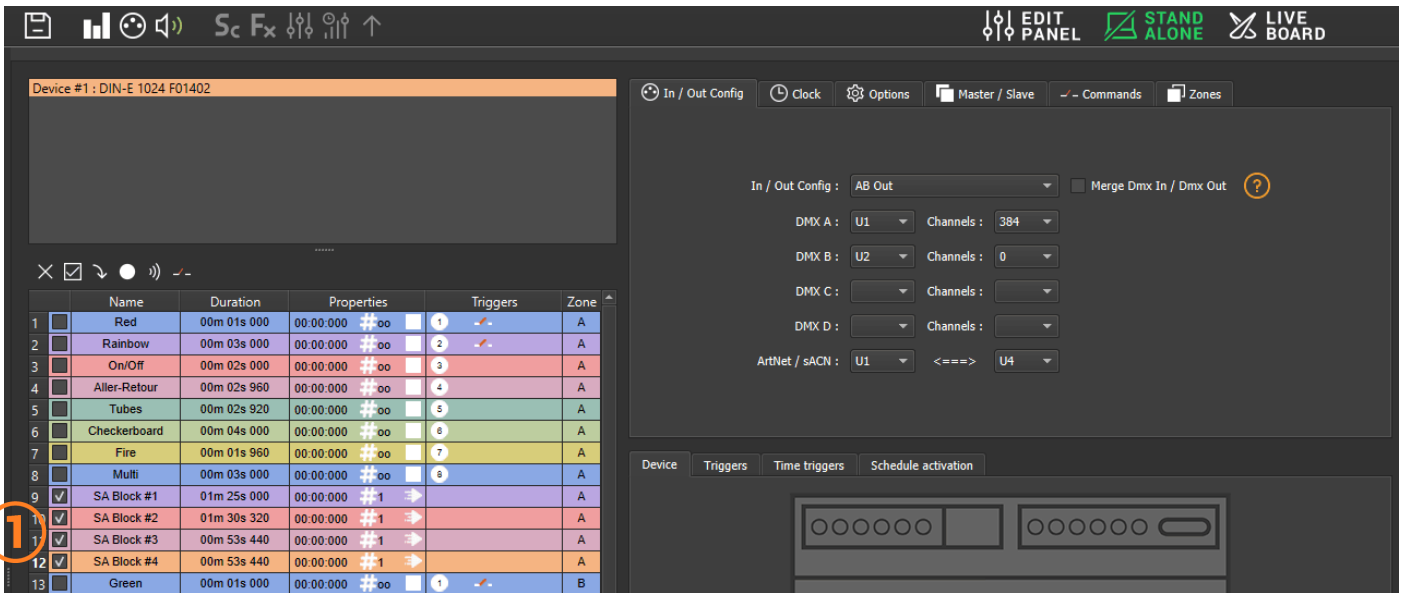 Sc Fx EDIT PANEL STAND ALONE LIVE BOARD
Device #1 : DIN-E 1024 F01402
In / Out Config Clock Options Master / Slave Commands Zones
In / Out Config : AB Out Merge Dmx In / Dmx Out ?
DMX A : U1 Channels : 384
DMX B : U2 Channels : 0
DMX C : Channels :
DMX D : Channels :
ArtNet / sACN : U1 <===> U4
Name Duration Properties Triggers Zone
1 Red 00m 01s 000 00:00:000 #oo 1 A
2 Rainbow 00m 03s 000 00:00:000 #oo 2 A
3 On/Off 00m 02s 000 00:00:000 #oo 3 A
4 Aller-Retour 00m 02s 960 00:00:000 #oo 4 A
5 Tubes 00m 02s 920 00:00:000 #oo 5 A
6 Checkerboard 00m 04s 000 00:00:000 #oo 6 A
7 Fire 00m 01s 960 00:00:000 #oo 7 A
8 Multi 00m 03s 000 00:00:000 #oo 8 A
9 SA Block #1 01m 25s 000 00:00:000 #1 A
10 SA Block #2 01m 30s 320 00:00:000 #1 A
1
11 SA Block #3 00m 53s 440 00:00:000 #1 A
12 SA Block #4 00m 53s 440 00:00:000 #1 A
13 Green 00m 01s 000 00:00:000 #oo 1 B
Device Triggers Time triggers Schedule activation